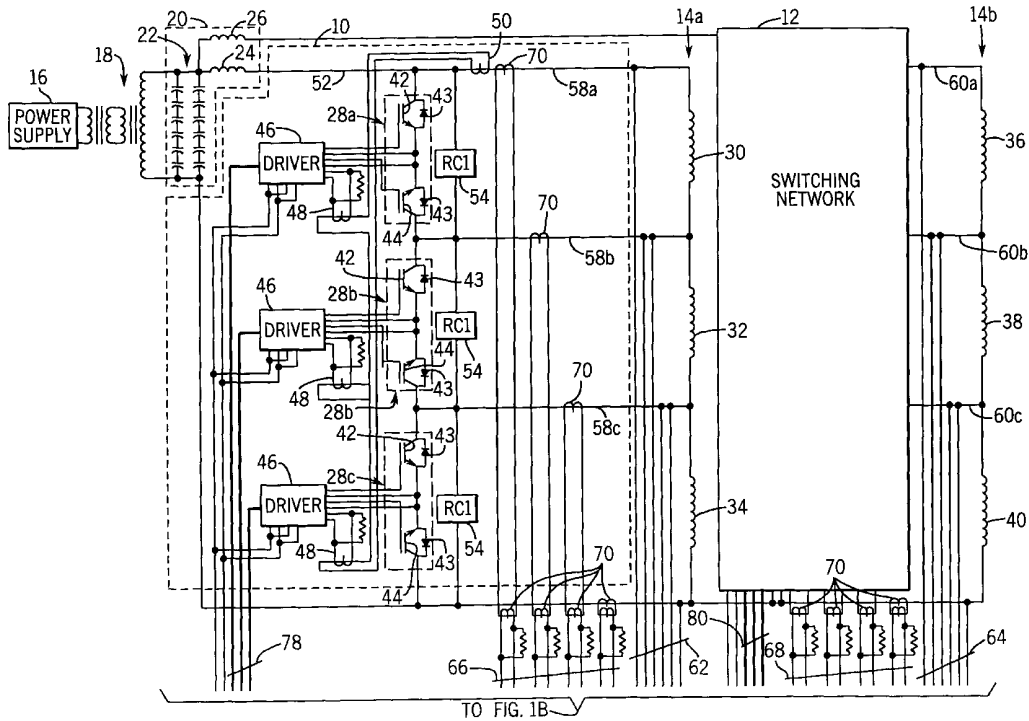 20 26 10 14a 12 14b
22 50 70
18 24
16 52 42 43 58a 60a
POWER SUPPLY
28a
46
DRIVER
RC1
54
30
36
SWITCHING NETWORK
48
43
44
70
58b
60b
42
43
46
28b
DRIVER
RC1
54
32
38
44
48
43
70
28b
58c
60c
42
43
46
28c
DRIVER
RC1
54
34
40
48
43
44
70
70
80
78
66
62
68
64
TO FIG. 1B